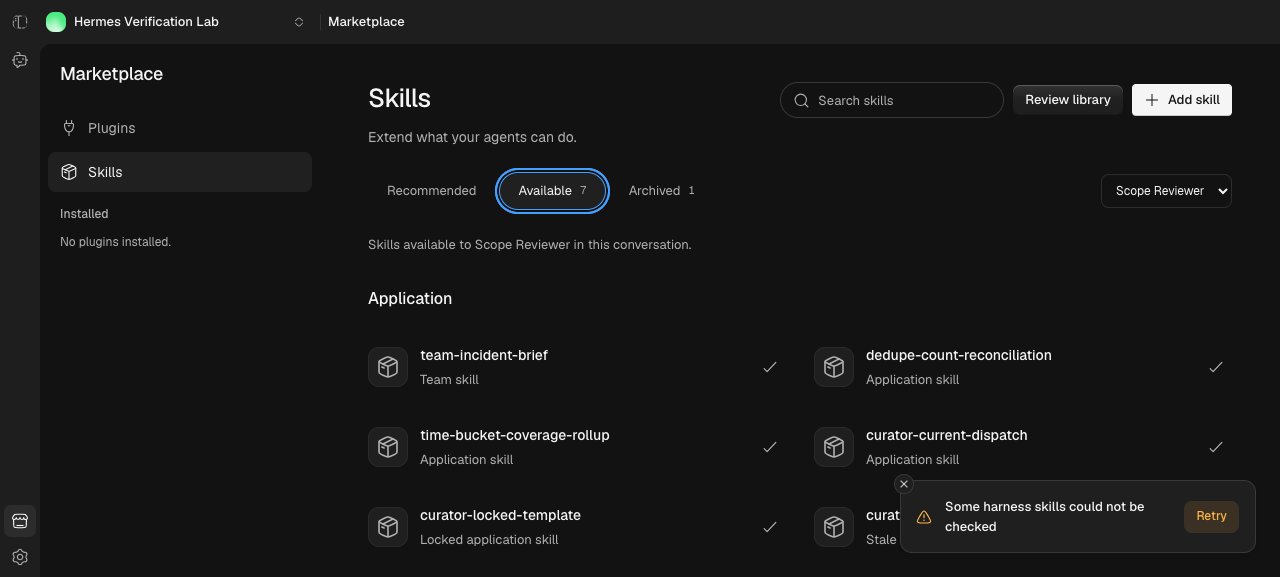 Hermes Verification Lab
Marketplace
Marketplace
Plugins
Skills
Installed
No plugins installed.
Skills
Search skills
Review library
Add skill
Extend what your agents can do.
Recommended
Available 7
Archived 1
Scope Reviewer
Skills available to Scope Reviewer in this conversation.
Application
team-incident-brief
Team skill
dedupe-count-reconciliation
Application skill
time-bucket-coverage-rollup
Application skill
curator-current-dispatch
Application skill
curator-locked-template
Locked application skill
Stale
Some harness skills could not be
checked
Retry